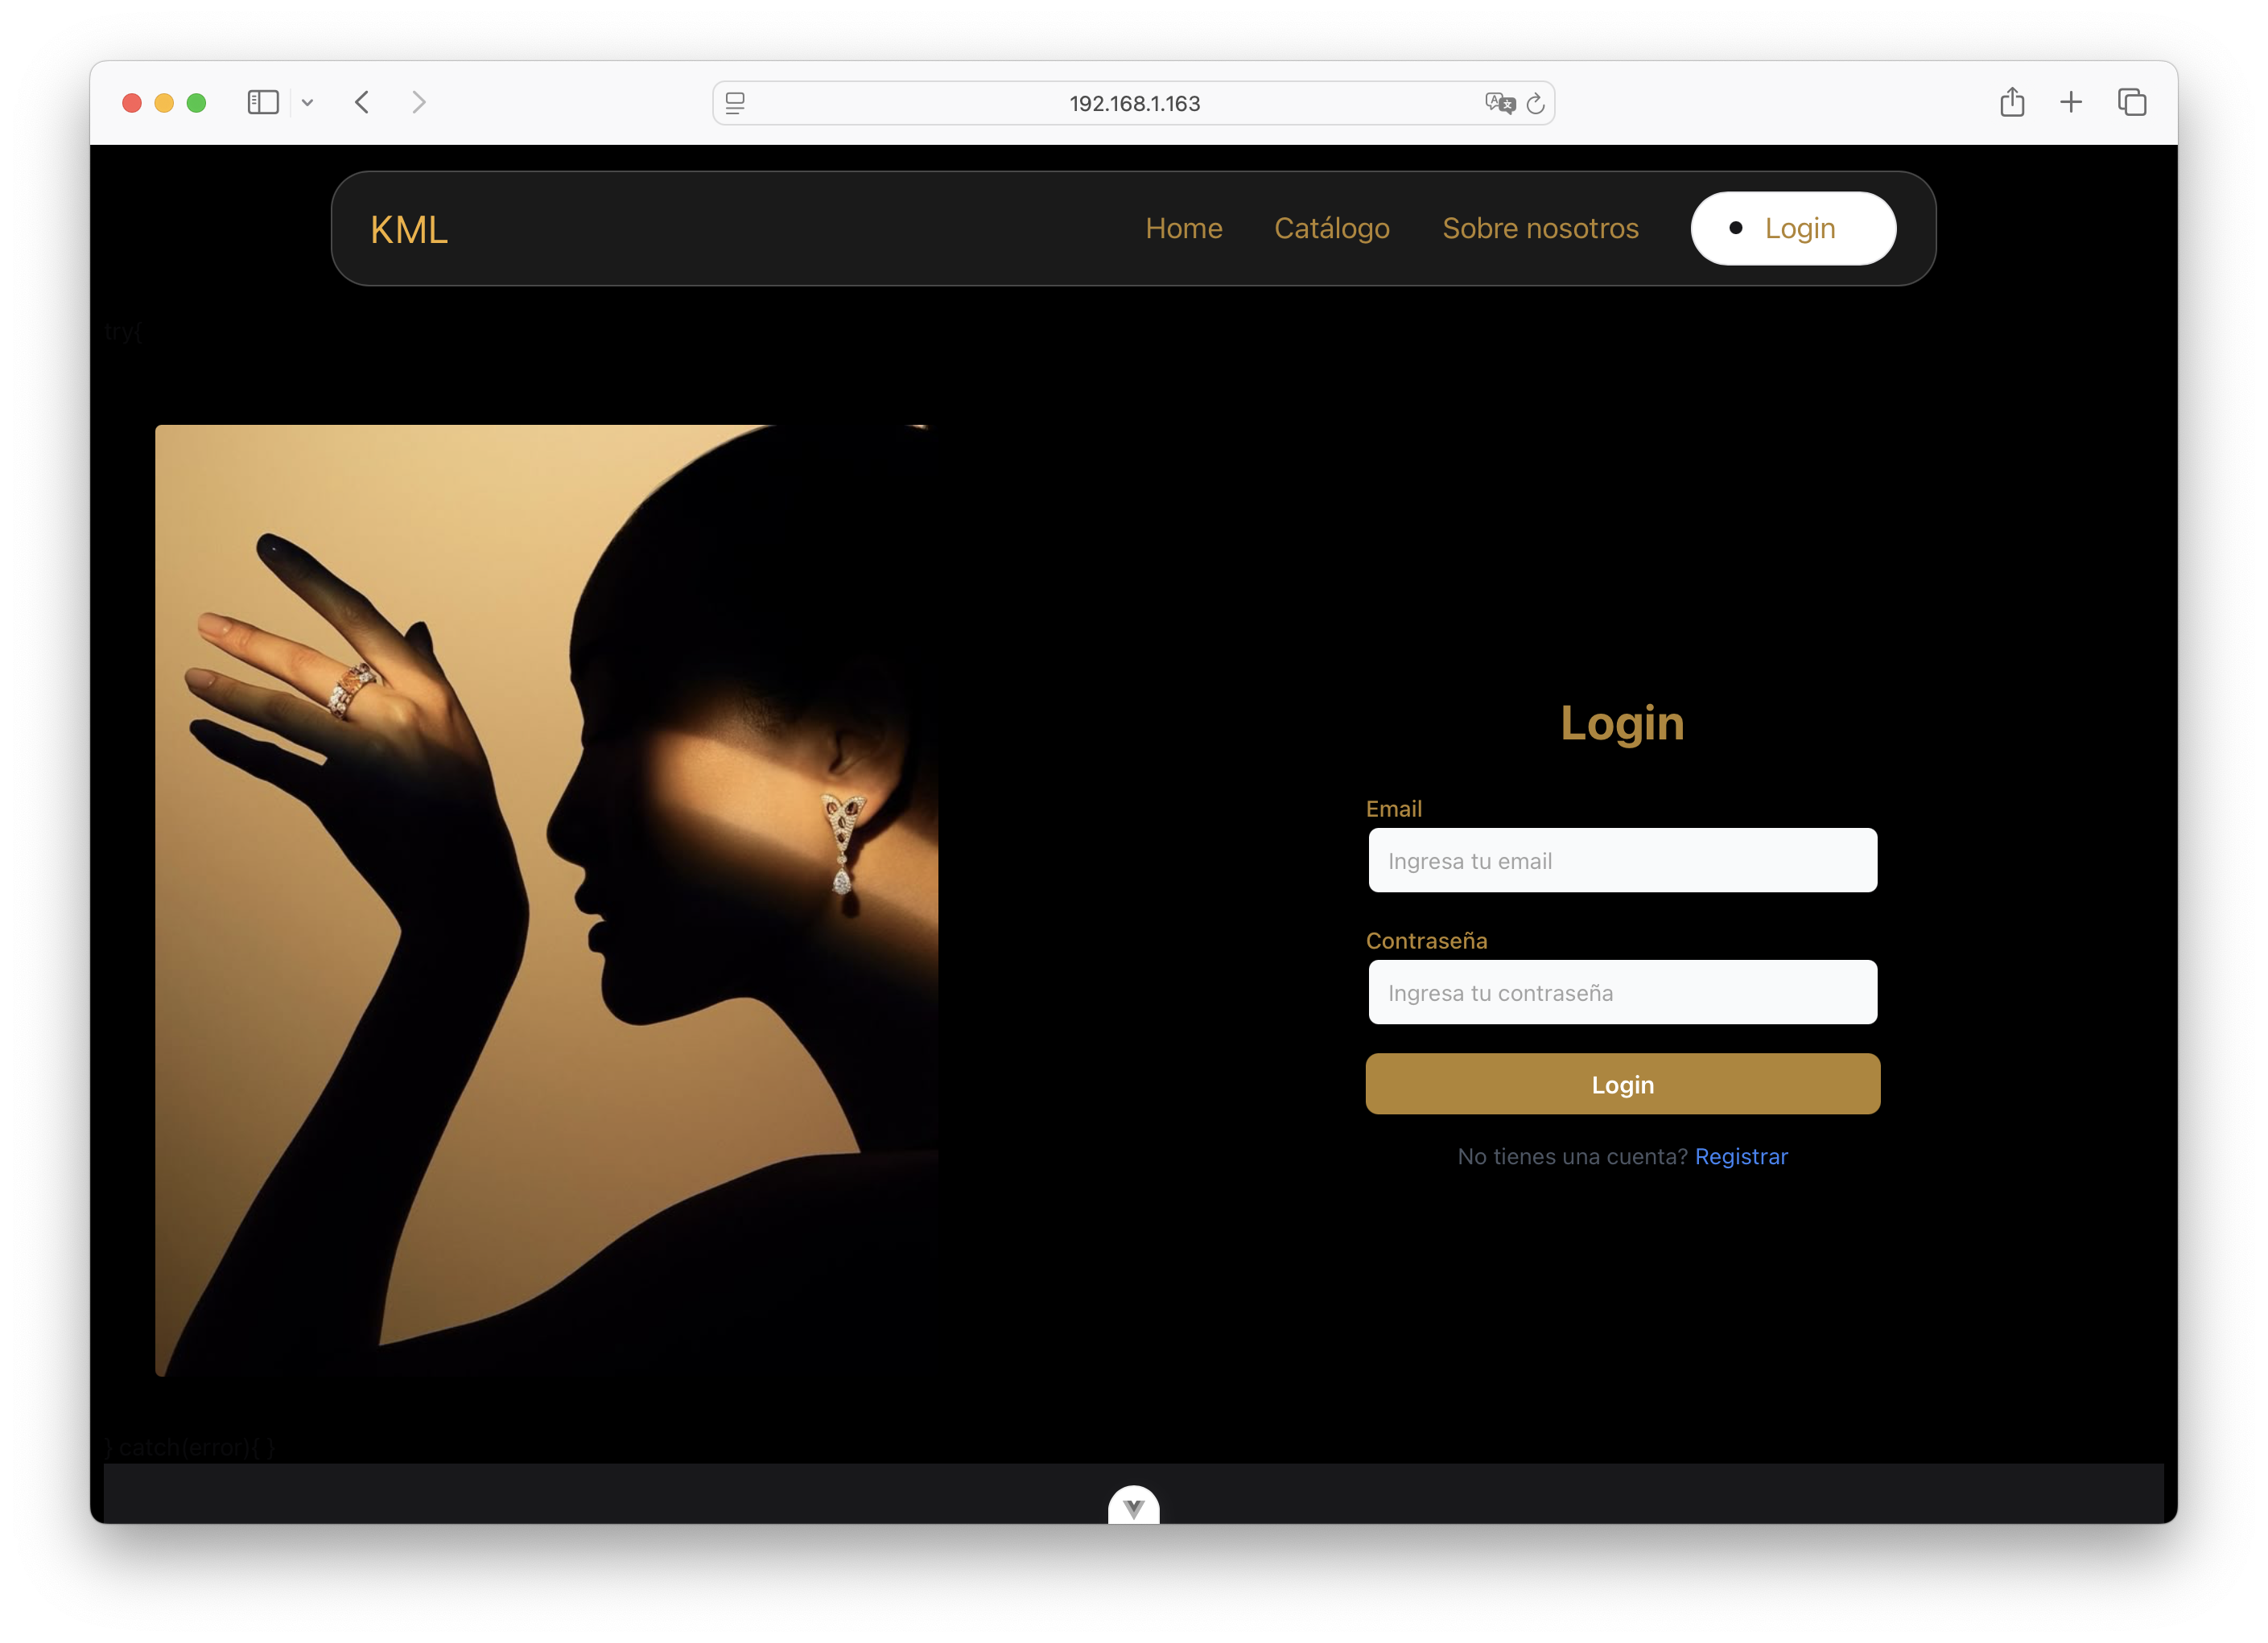 192.168.1.163
KML
Home
Catálogo
Sobre nosotros
Login
try{
Login
Email
Ingresa tu email
Contraseña
Ingresa tu contraseña
Login
No tienes una cuenta? Registrar
} catch(error){ }